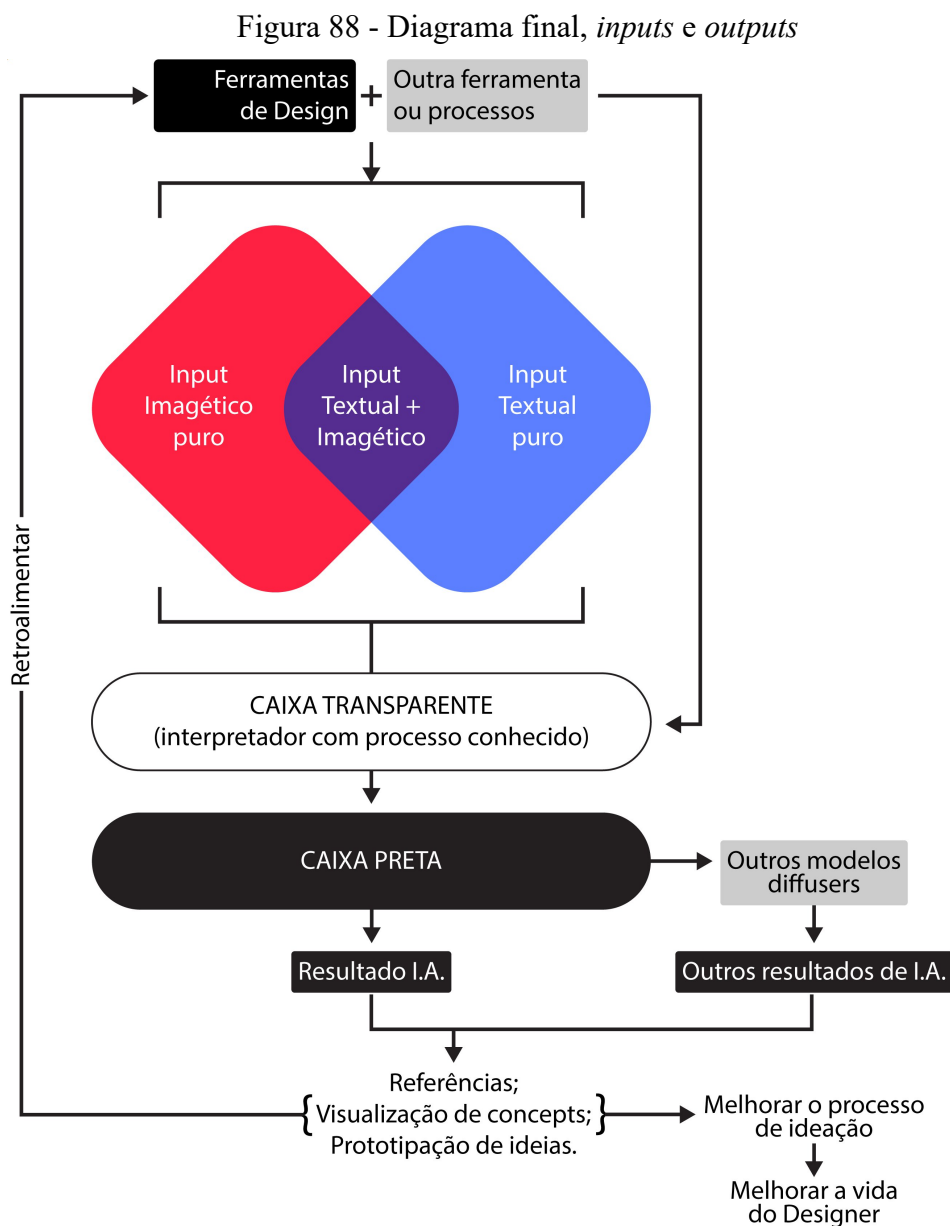 Figura 88 - Diagrama final, inputs e outputs
Ferramentas
de Design
+
Outra ferramenta
ou processos
Input
Imagético
puro
Input
Textual +
Imagético
Input
Textual
puro
Retroalimentar
CAIXA TRANSPARENTE
(interpretador com processo conhecido)
CAIXA PRETA
Outros modelos
diffusers
Resultado I.A.
Outros resultados de I.A.
Referências;
{Visualização de concepts;}
Prototipação de ideias.
Melhorar o processo
de ideação
Melhorar a vida
do Designer